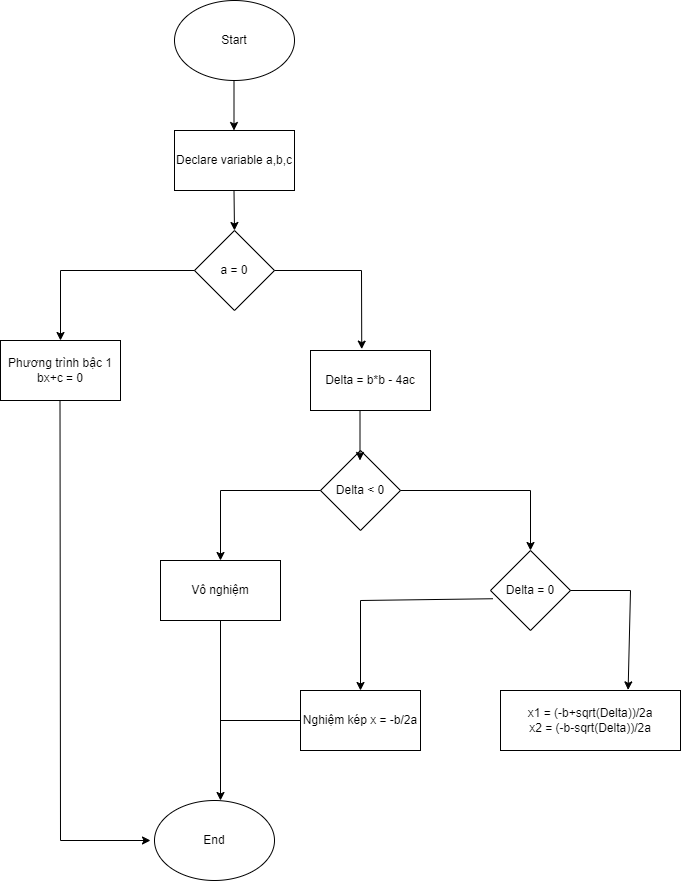 Start
Declare variable a,b,c
a = 0
Phương trình bậc 1
bx+c = 0
Delta = b*b - 4ac
Delta < 0
Vô nghiệm
Delta = 0
Nghiệm kép x = -b/2a
x1 = (-b+sqrt(Delta))/2a
x2 = (-b-sqrt(Delta))/2a
End